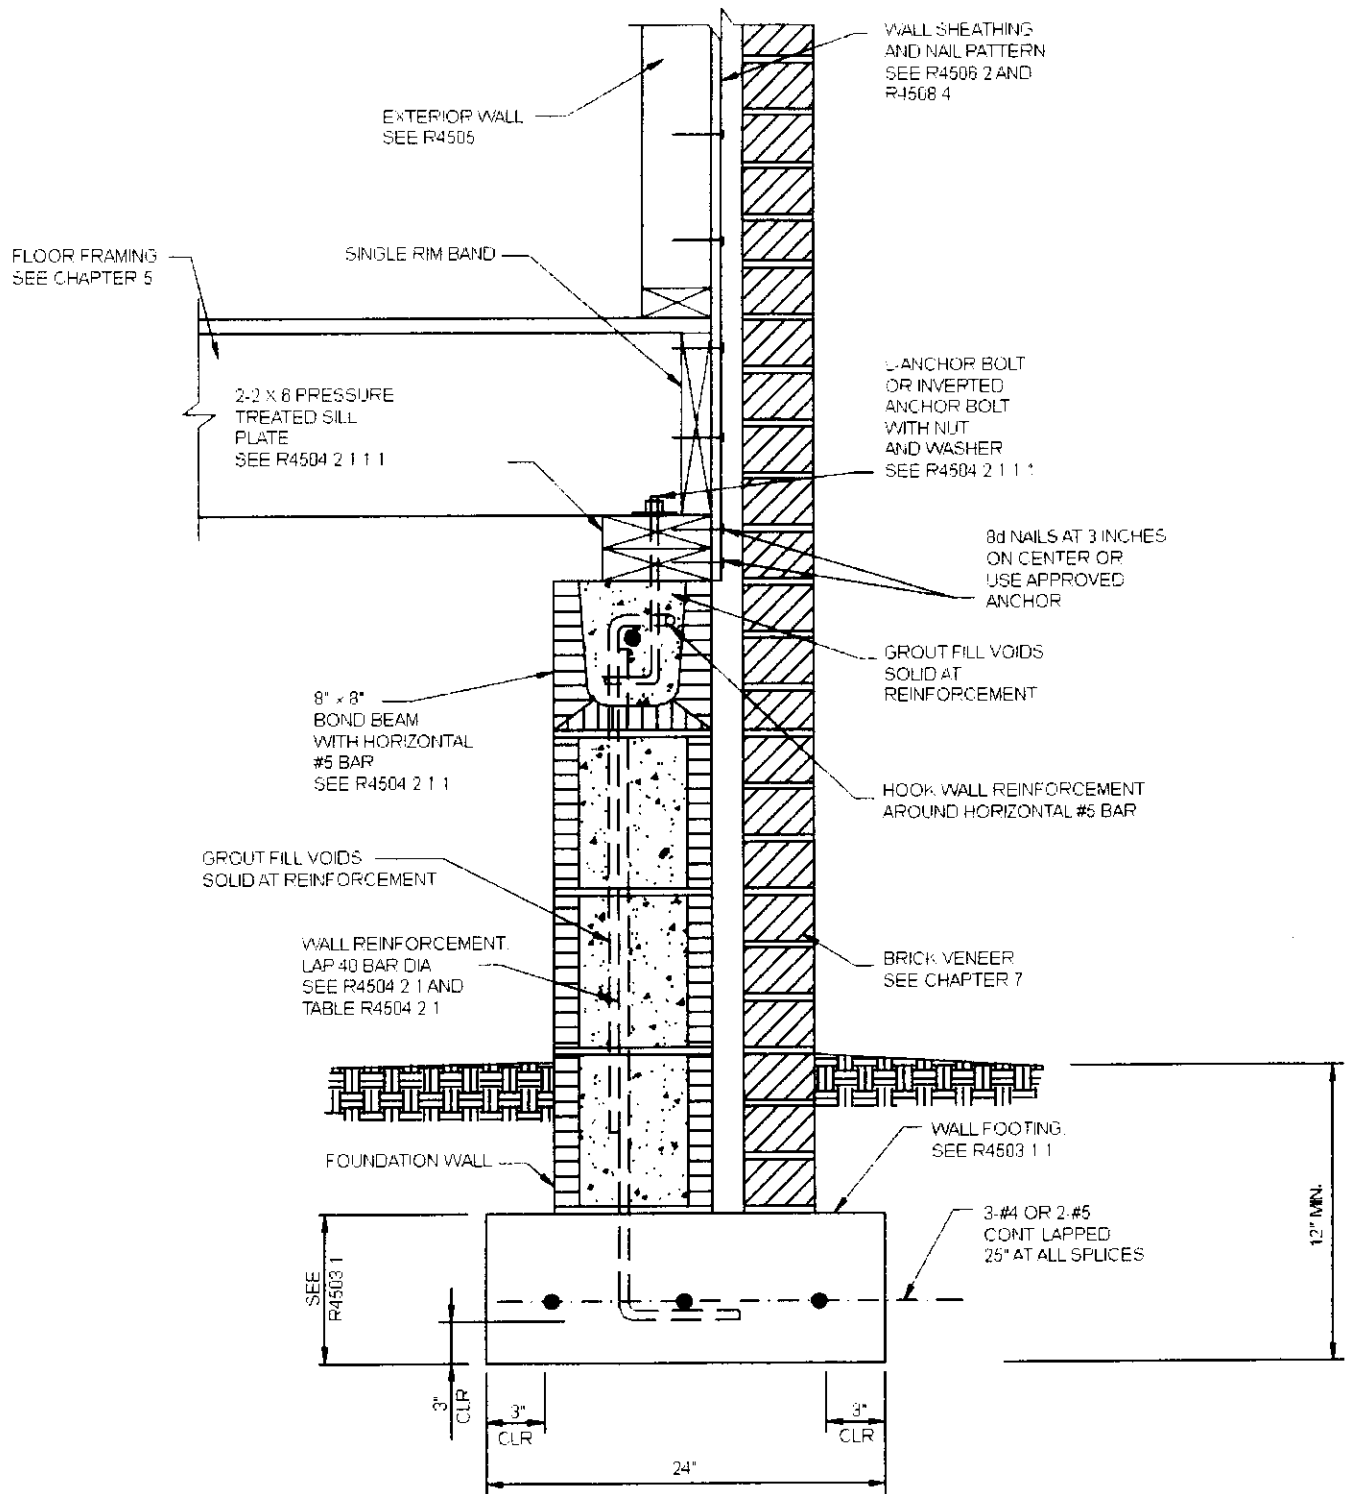 WALL SHEATHING
AND NAIL PATTERN
SEE R4506 2 AND
R4508 4
EXTERIOR WALL
SEE R4505
FLOOR FRAMING
SEE CHAPTER 5
SINGLE RIM BAND
2-2 X 6 PRESSURE
TREATED SILL
PLATE
SEE R4504 2 1 1 1
ANCHOR BOLT
OR INVERTED
ANCHOR BOLT
WITH NUT
AND WASHER
SEE R4504 2 1 1 1
8d NAILS AT 3 INCHES
ON CENTER OR
USE APPROVED
ANCHOR
GROUT FILL VOIDS
SOLID AT
REINFORCEMENT
8" x 8"
BOND BEAM
WITH HORIZONTAL
#5 BAR
SEE R4504 2 1 1
HOOK WALL REINFORCEMENT
AROUND HORIZONTAL #5 BAR
GROUT FILL VOIDS
SOLID AT REINFORCEMENT
WALL REINFORCEMENT.
LAP 40 BAR DIA
SEE R4504 2 1 AND
TABLE R4504 2 1
BRICK VENEER
SEE CHAPTER 7
WALL FOOTING.
SEE R4503 1 1
FOUNDATION WALL
3-#4 OR 2-#5
CONT LAPPED
25" AT ALL SPLICES
12" MIN.
SEE
R4503 1
3"
CLR
3"
CLR
3"
CLR
24"